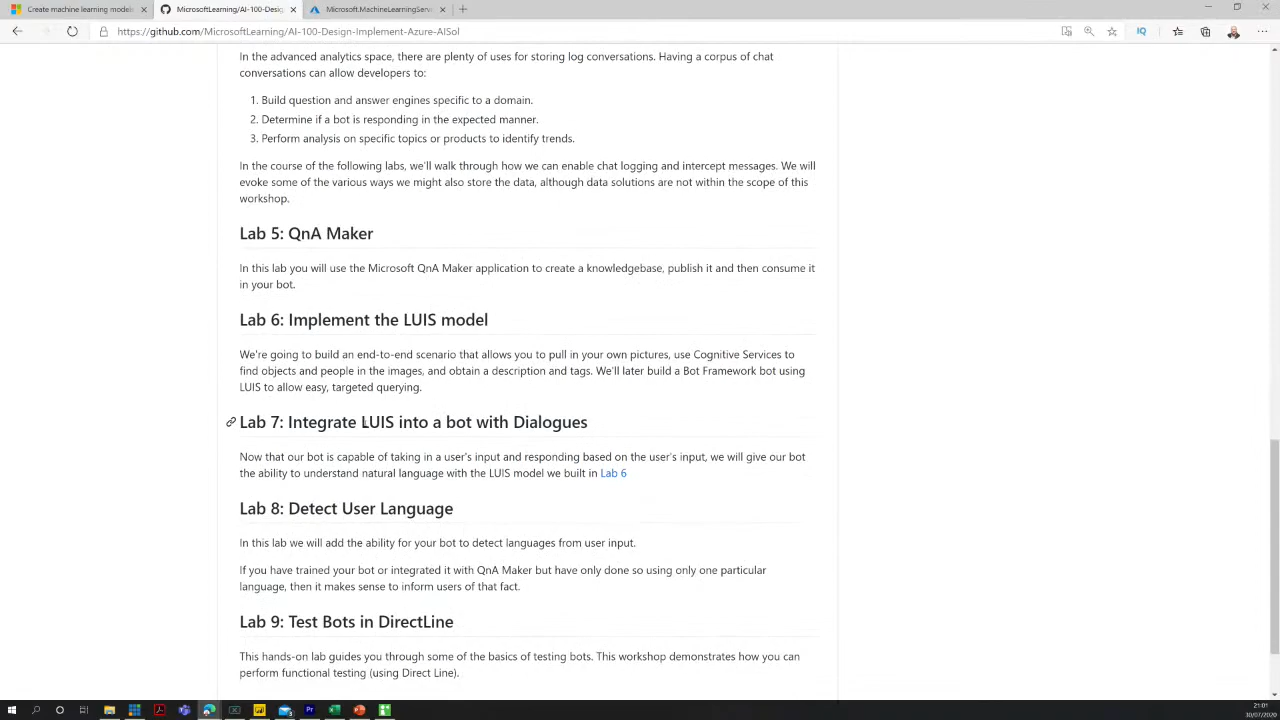 Create machine learning models
MicrosoftLearning/AI-100-Design-
Microsoft.MachineLearningServ
https://github.com/MicrosoftLearning/AI-100-Design-Implement-Azure-AISol
In the advanced analytics space, there are plenty of uses for storing log conversations. Having a corpus of chat
conversations can allow developers to:
1. Build question and answer engines specific to a domain.
2. Determine if a bot is responding in the expected manner.
3. Perform analysis on specific topics or products to identify trends.
In the course of the following labs, we'll walk through how we can enable chat logging and intercept messages. We will
evoke some of the various ways we might also store the data, although data solutions are not within the scope of this
workshop.
Lab 5: QnA Maker
In this lab you will use the Microsoft QnA Maker application to create a knowledgebase, publish it and then consume it
in your bot.
Lab 6: Implement the LUIS model
We're going to build an end-to-end scenario that allows you to pull in your own pictures, use Cognitive Services to
find objects and people in the images, and obtain a description and tags. We'll later build a Bot Framework bot using
LUIS to allow easy, targeted querying.
Lab 7: Integrate LUIS into a bot with Dialogues
Now that our bot is capable of taking in a user's input and responding based on the user's input, we will give our bot
the ability to understand natural language with the LUIS model we built in Lab 6
Lab 8: Detect User Language
In this lab we will add the ability for your bot to detect languages from user input.
If you have trained your bot or integrated it with QnA Maker but have only done so using only one particular
language, then it makes sense to inform users of that fact.
Lab 9: Test Bots in DirectLine
This hands-on lab guides you through some of the basics of testing bots. This workshop demonstrates how you can
perform functional testing (using Direct Line).
21:01
30/07/2020